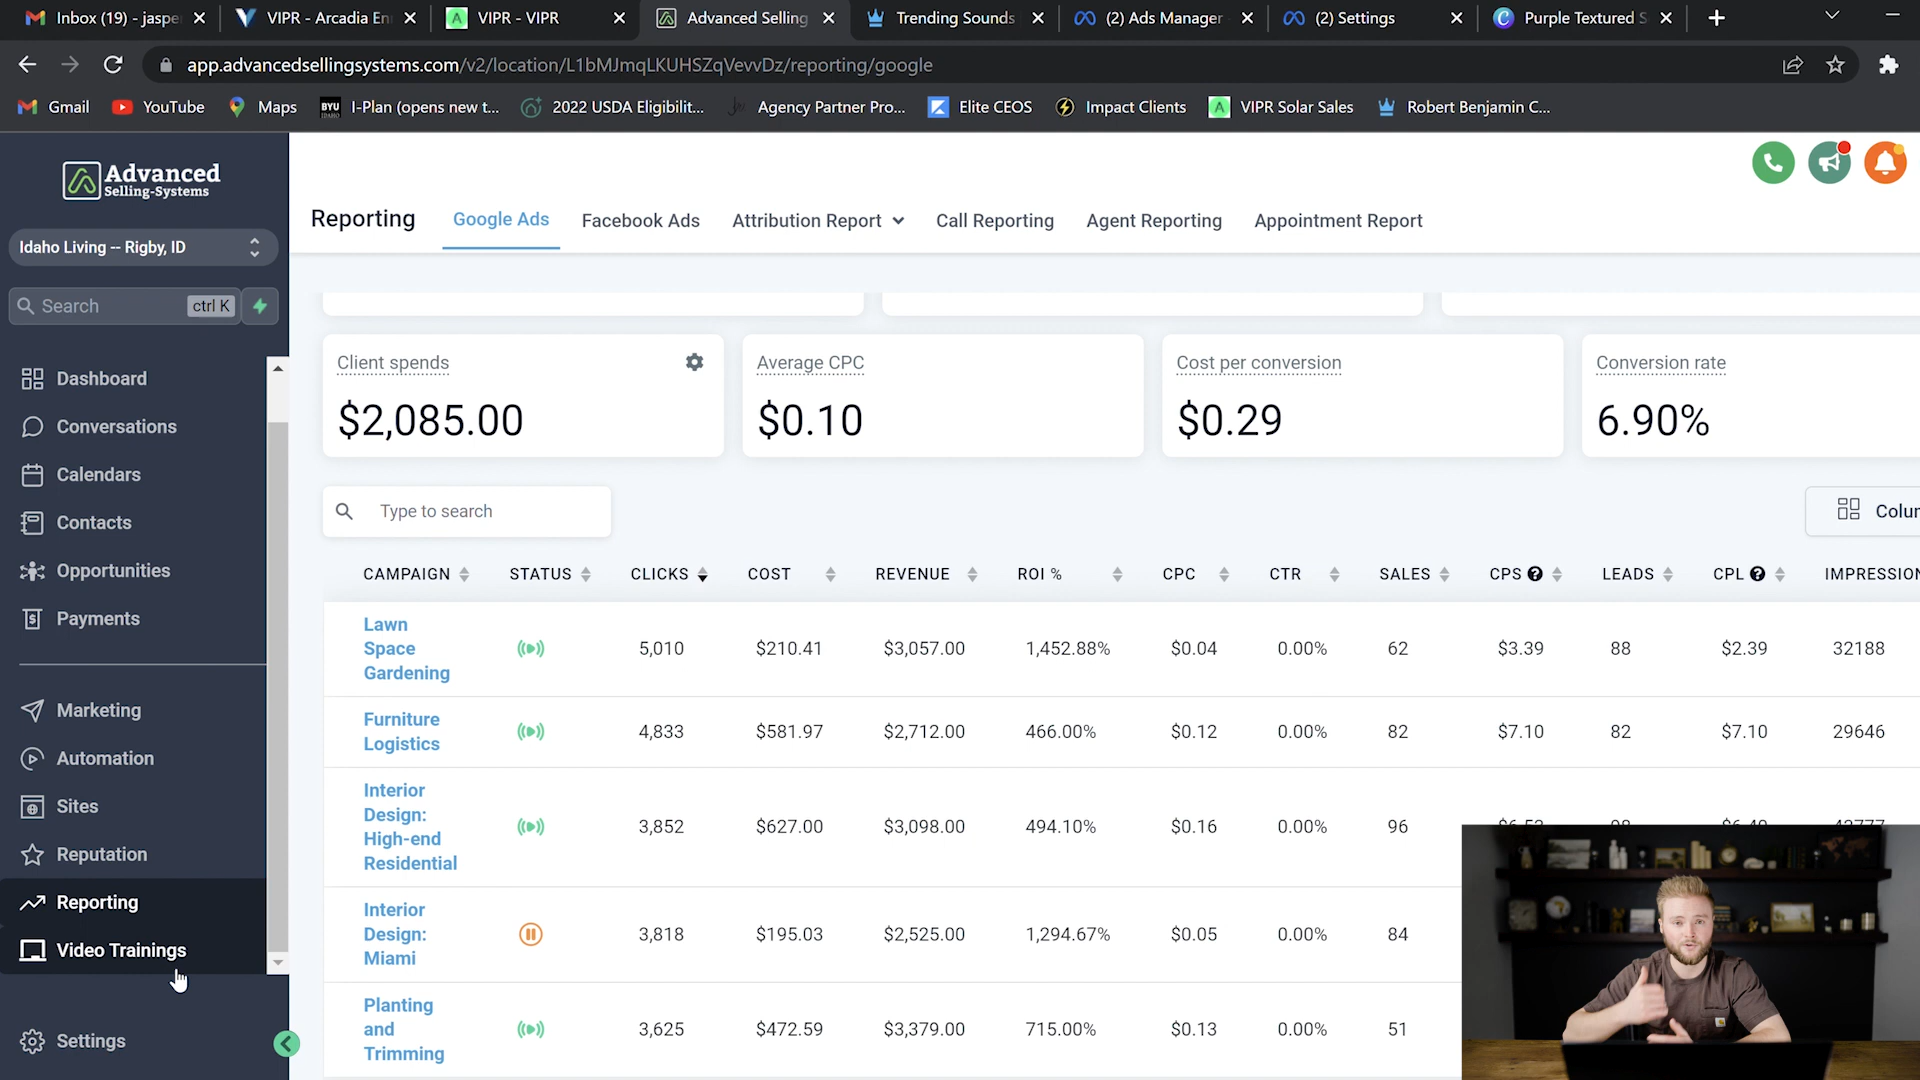 Inbox (19) - jaspe
VIPR - Arcadia En
VIPR - VIPR
Advanced Selling
Trending Sounds
(2) Ads Manager
(2) Settings
Purple Textured S
app.advancedsellingsystems.com/v2/location/L1bMJmqLKUHSZqVevvDz/reporting/google
Gmail
YouTube
Maps
BYU IDAHO I-Plan (opens new t...
2022 USDA Eligibilit...
Agency Partner Pro...
Elite CEOS
Impact Clients
VIPR Solar Sales
Robert Benjamin C...
Advanced
Selling-Systems
Idaho Living -- Rigby, ID
Search ctrl K
Dashboard
Conversations
Calendars
Contacts
Opportunities
Payments
Marketing
Automation
Sites
Reputation
Reporting
Video Trainings
Settings
Reporting Google Ads Facebook Ads Attribution Report Call Reporting Agent Reporting Appointment Report
Client spends
$2,085.00
Average CPC
$0.10
Cost per conversion
$0.29
Conversion rate
6.90%
Type to search
Colu
CAMPAIGN STATUS CLICKS COST REVENUE ROI % CPC CTR SALES CPS LEADS CPL IMPRESSION
Lawn
Space
Gardening
5,010 $210.41 $3,057.00 1,452.88% $0.04 0.00% 62 $3.39 88 $2.39 32188
Furniture
Logistics
4,833 $581.97 $2,712.00 466.00% $0.12 0.00% 82 $7.10 82 $7.10 29646
Interior
Design:
High-end
Residential
3,852 $627.00 $3,098.00 494.10% $0.16 0.00% 96
Interior
Design:
Miami
3,818 $195.03 $2,525.00 1,294.67% $0.05 0.00% 84
Planting
and
Trimming
3,625 $472.59 $3,379.00 715.00% $0.13 0.00% 51